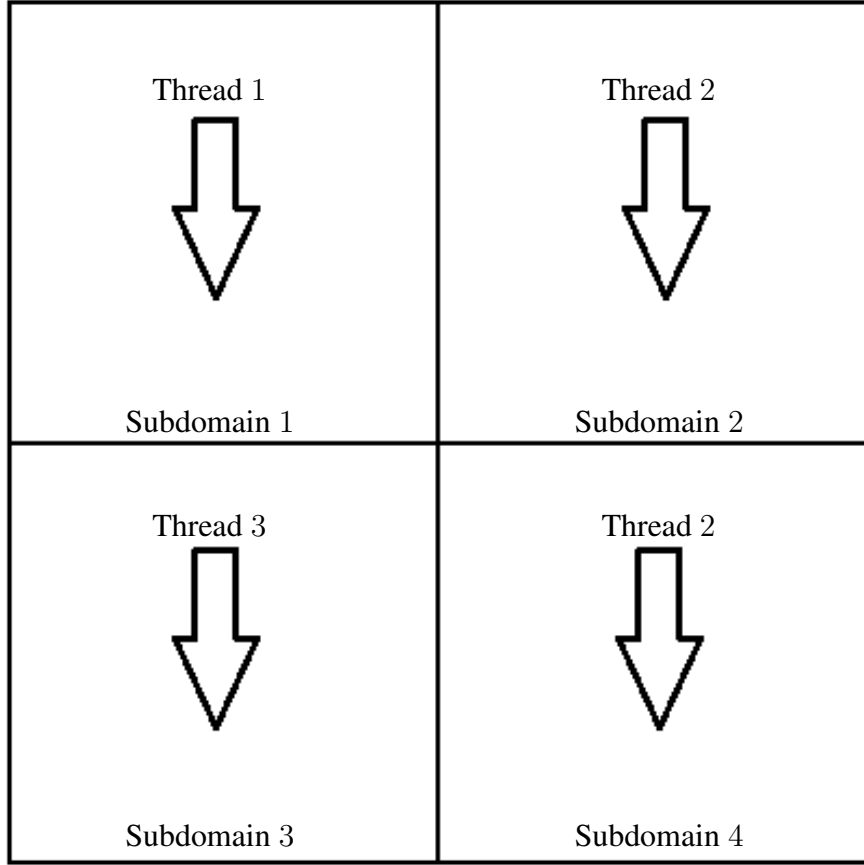 Thread 1
Thread 2
Subdomain 1
Subdomain 2
Thread 3
Thread 2
Subdomain 3
Subdomain 4